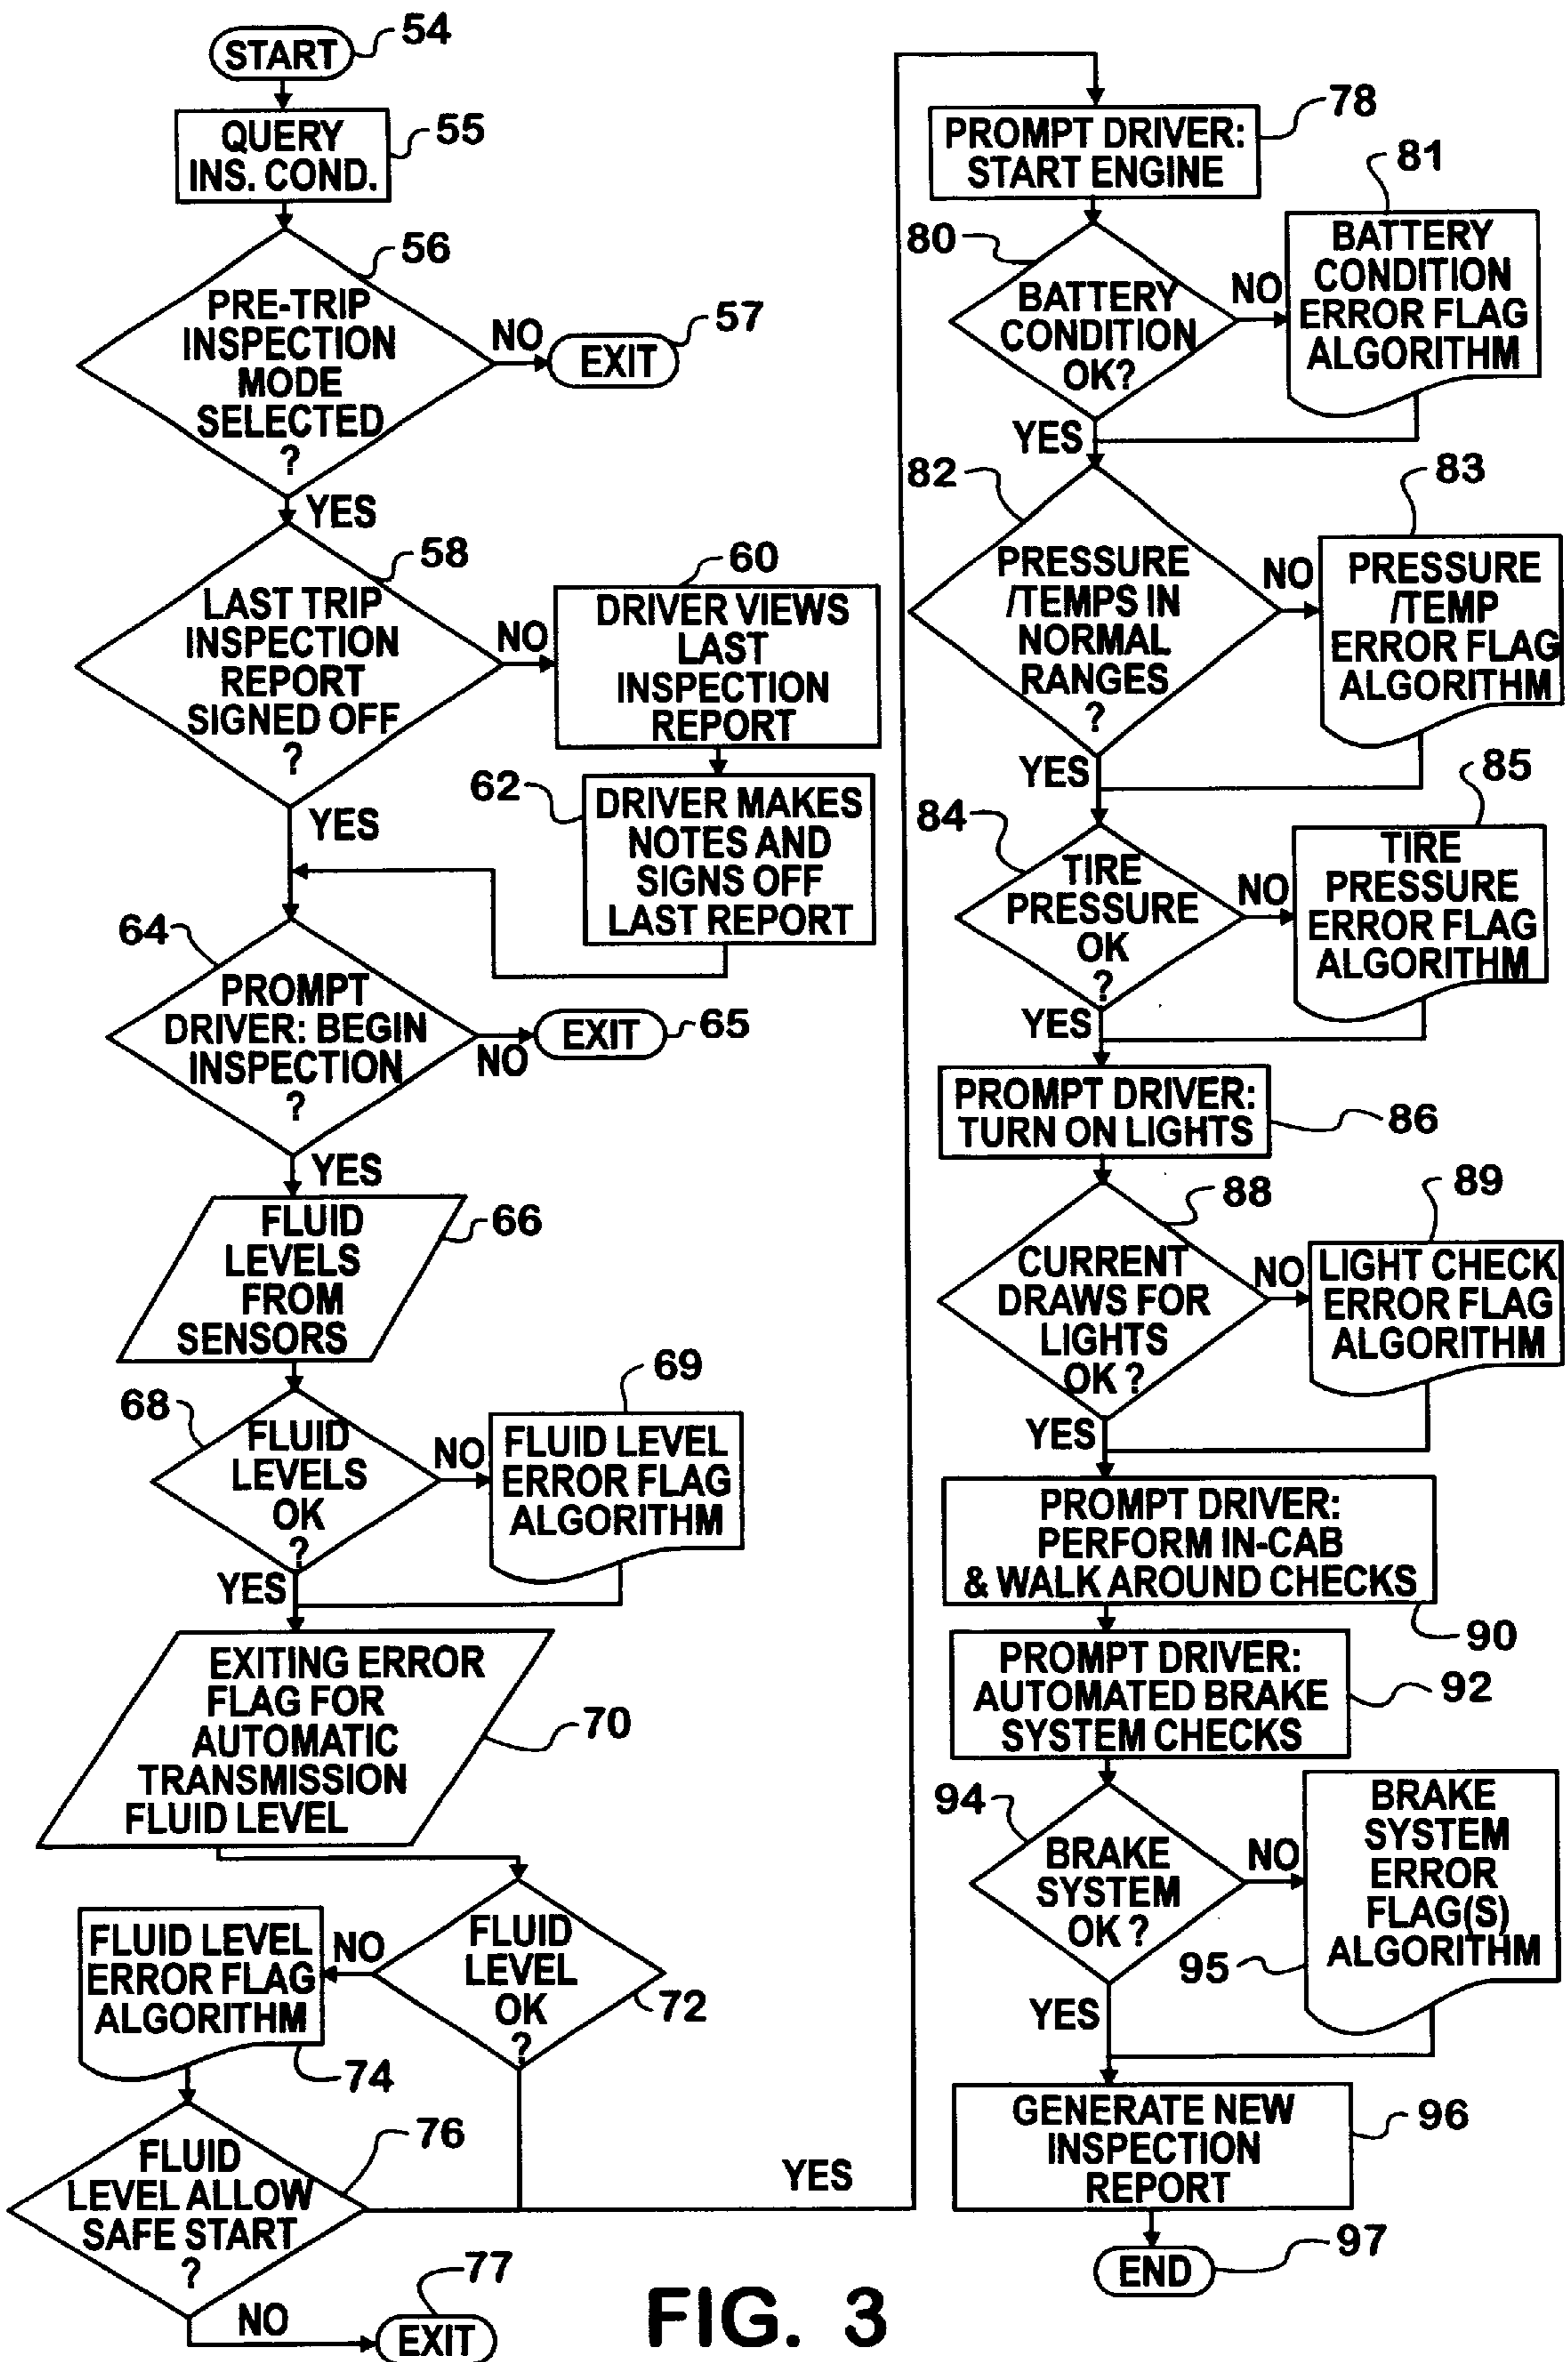 START
54
QUERY
INS. COND.
55
56
PRE-TRIP
INSPECTION
MODE
SELECTED
?
NO
EXIT
57
YES
58
LAST TRIP
INSPECTION
REPORT
SIGNED OFF
?
NO
60
DRIVER VIEWS
LAST
INSPECTION
REPORT
62
DRIVER MAKES
NOTES AND
SIGNS OFF
LAST REPORT
YES
64
PROMPT
DRIVER: BEGIN
INSPECTION
?
NO
EXIT
65
YES
FLUID
LEVELS
FROM
SENSORS
66
68
FLUID
LEVELS
OK
?
NO
69
FLUID LEVEL
ERROR FLAG
ALGORITHM
YES
EXITING ERROR
FLAG FOR
AUTOMATIC
TRANSMISSION
FLUID LEVEL
70
FLUID
LEVEL
OK
?
72
NO
FLUID LEVEL
ERROR FLAG
ALGORITHM
74
76
FLUID
LEVEL ALLOW
SAFE START
?
YES
NO
77
EXIT
PROMPT DRIVER:
START ENGINE
78
80
BATTERY
CONDITION
OK?
NO
81
BATTERY
CONDITION
ERROR FLAG
ALGORITHM
YES
82
PRESSURE
/TEMPS IN
NORMAL
RANGES
?
NO
83
PRESSURE
/TEMP
ERROR FLAG
ALGORITHM
YES
84
TIRE
PRESSURE
OK
?
NO
85
TIRE
PRESSURE
ERROR FLAG
ALGORITHM
YES
PROMPT DRIVER:
TURN ON LIGHTS
86
88
CURRENT
DRAWS FOR
LIGHTS
OK ?
NO
89
LIGHT CHECK
ERROR FLAG
ALGORITHM
YES
PROMPT DRIVER:
PERFORM IN-CAB
& WALK AROUND CHECKS
90
PROMPT DRIVER:
AUTOMATED BRAKE
SYSTEM CHECKS
92
94
BRAKE
SYSTEM
OK ?
NO
BRAKE
SYSTEM
ERROR
FLAG(S)
ALGORITHM
95
YES
GENERATE NEW
INSPECTION
REPORT
96
END
97
FIG. 3